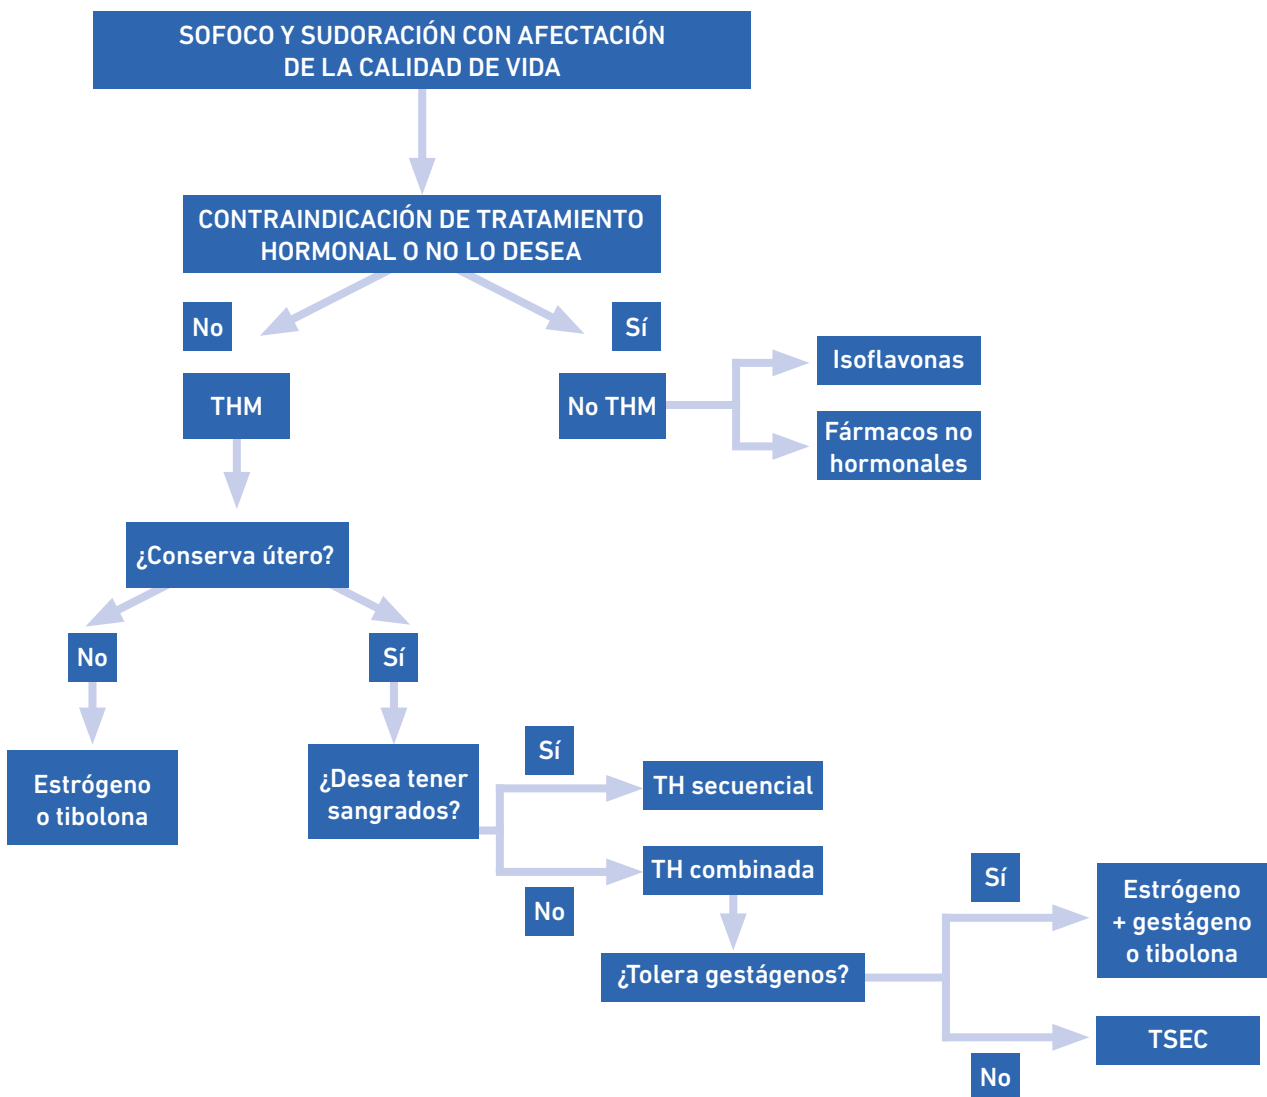 SOFOCO Y SUDORACIÓN CON AFECTACIÓN
DE LA CALIDAD DE VIDA
CONTRAINDICACIÓN DE TRATAMIENTO
HORMONAL O NO LO DESEA
No
Sí
THM
No THM
Isoflavonas
Fármacos no
hormonales
¿Conserva útero?
No
Sí
Estrógeno
o tibolona
¿Desea tener
sangrados?
Sí
TH secuencial
No
TH combinada
¿Tolera gestágenos?
Sí
Estrógeno
+ gestágeno
o tibolona
No
TSEC